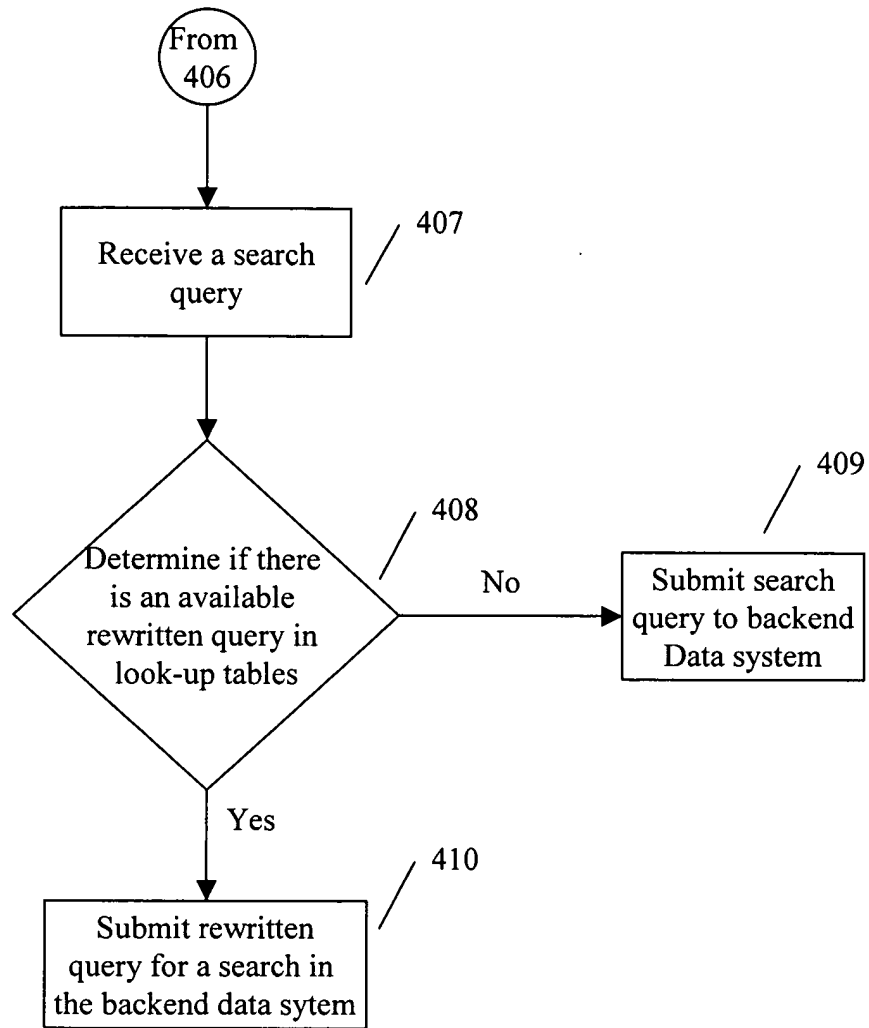 From
406
Receive a search
query
407
Determine if there
is an available
rewritten query in
look-up tables
408
No
Submit search
query to backend
Data system
409
Yes
Submit rewritten
query for a search in
the backend data sytem
410